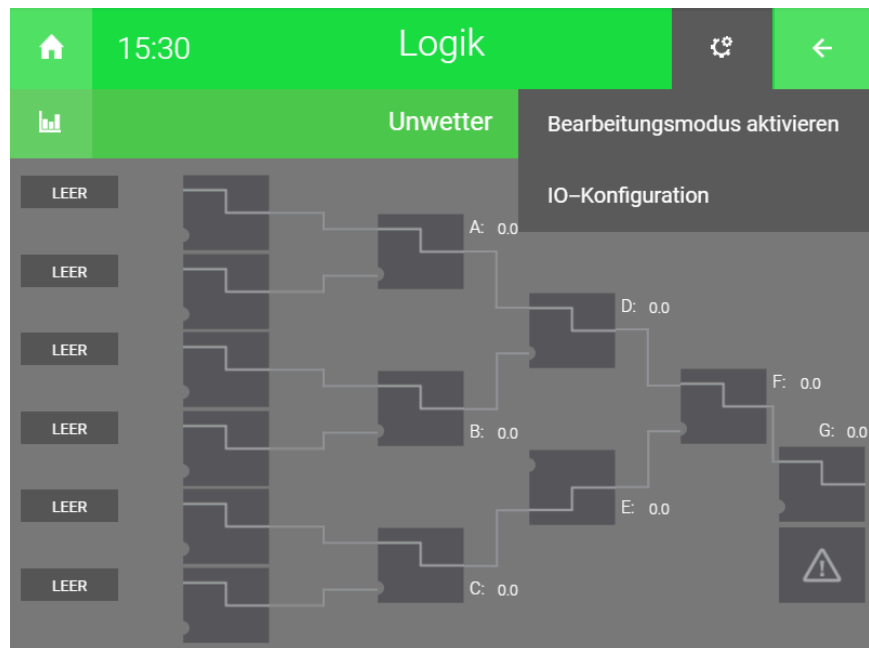 15:30
Logik
Unwetter
Bearbeitungsmodus aktivieren
IO-Konfiguration
LEER
A: 0.0
LEER
D: 0.0
LEER
F: 0.0
LEER
B: 0.0
G: 0.0
LEER
E: 0.0
LEER
C: 0.0